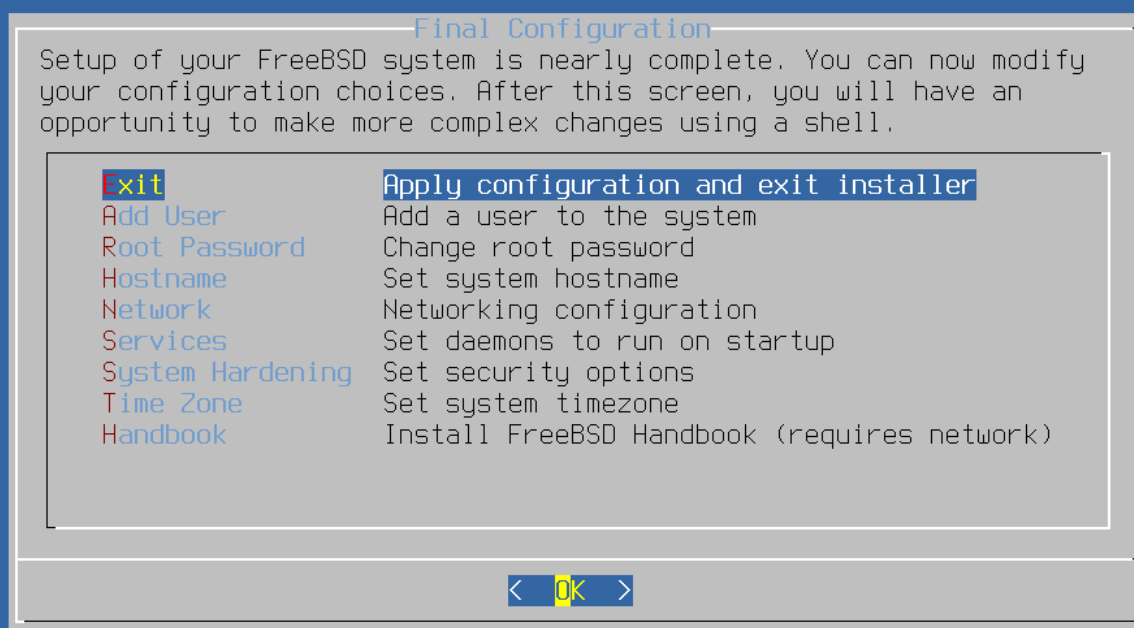 Final Configuration
Setup of your FreeBSD system is nearly complete. You can now modify
your configuration choices. After this screen, you will have an
opportunity to make more complex changes using a shell.
Exit Apply configuration and exit installer
Add User Add a user to the system
Root Password Change root password
Hostname Set system hostname
Network Networking configuration
Services Set daemons to run on startup
System Hardening Set security options
Time Zone Set system timezone
Handbook Install FreeBSD Handbook (requires network)
< OK >